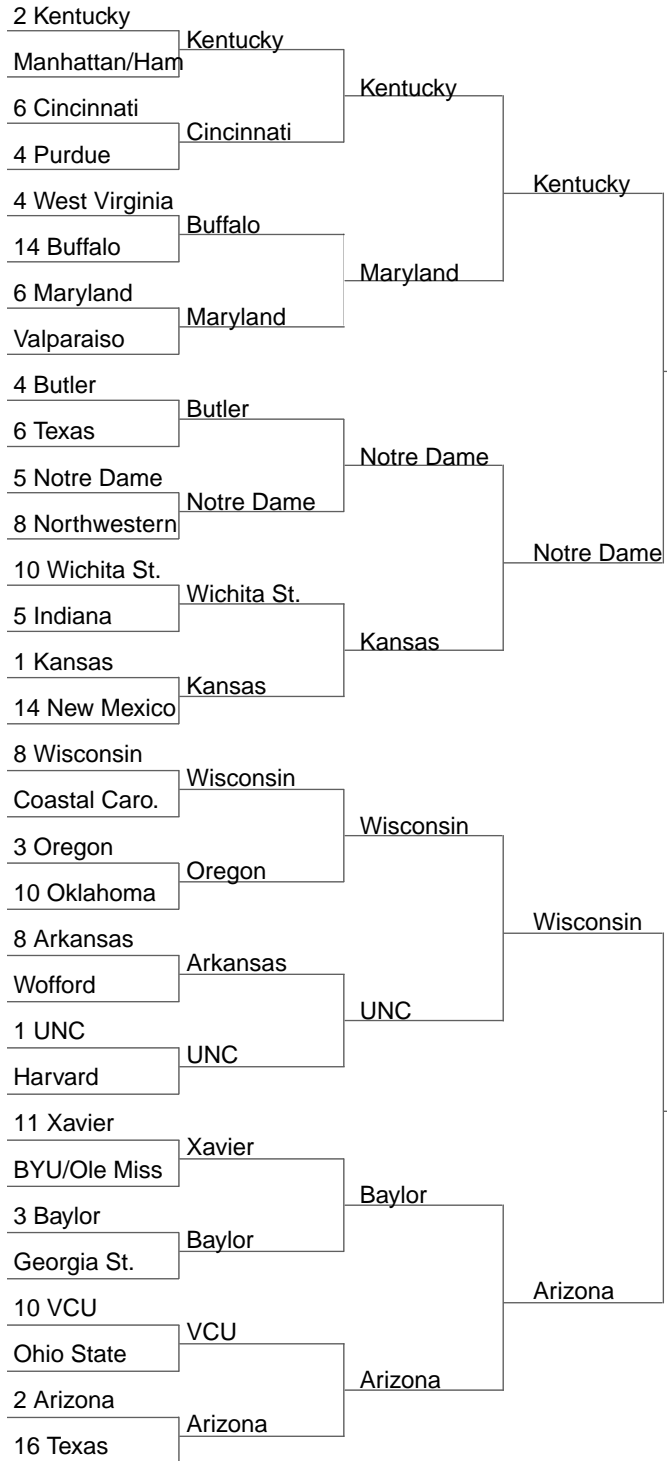 2 Kentucky
Kentucky
Manhattan/Ham
Kentucky
6 Cincinnati
Cincinnati
4 Purdue
Kentucky
4 West Virginia
Buffalo
14 Buffalo
Maryland
6 Maryland
Maryland
Valparaiso
4 Butler
Butler
6 Texas
Notre Dame
5 Notre Dame
Notre Dame
8 Northwestern
Notre Dame
10 Wichita St.
Wichita St.
5 Indiana
Kansas
1 Kansas
Kansas
14 New Mexico
8 Wisconsin
Wisconsin
Coastal Caro.
Wisconsin
3 Oregon
Oregon
10 Oklahoma
Wisconsin
8 Arkansas
Arkansas
Wofford
UNC
1 UNC
UNC
Harvard
11 Xavier
Xavier
BYU/Ole Miss
Baylor
3 Baylor
Baylor
Georgia St.
Arizona
10 VCU
VCU
Ohio State
Arizona
2 Arizona
Arizona
16 Texas